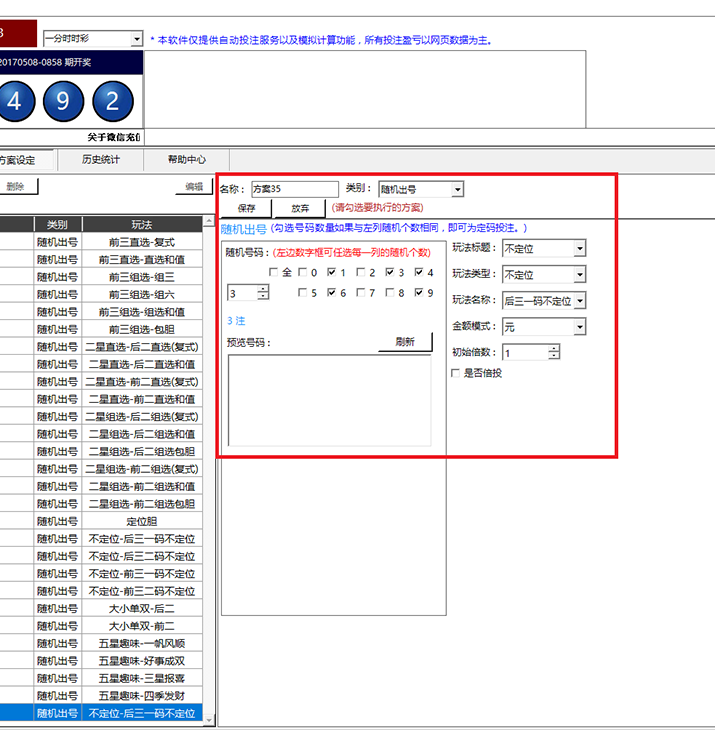 3
一分时时彩
* 本软件仅提供自动投注服务以及模拟计算功能，所有投注盈亏以网页数据为主。
20170508-0858 期开奖
4 9 2
关于微信充值
方案设定 历史统计 帮助中心
删除 编辑
名称： 方案35 类别： 随机出号
保存 放弃 (请勾选要执行的方案)
随机出号 (勾选号码数量如果与左列随机个数相同，即可为定码投注。)
随机号码： (左边数字框可任选每一列的随机个数)
全 0 1 2 3 4
3 5 6 7 8 9
3 注
预览号码： 刷新
玩法标题： 不定位
玩法类型： 不定位
玩法名称： 后三一码不定位
金额模式： 元
初始倍数： 1
是否倍投
类别 玩法
随机出号 前三直选-复式
随机出号 前三直选-直选和值
随机出号 前三组选-组三
随机出号 前三组选-组六
随机出号 前三组选-组选和值
随机出号 前三组选-包胆
随机出号 二星直选-后二直选(复式)
随机出号 二星直选-后二直选和值
随机出号 二星直选-前二直选(复式)
随机出号 二星直选-前二直选和值
随机出号 二星组选-后二组选(复式)
随机出号 二星组选-后二组选和值
随机出号 二星组选-后二组选包胆
随机出号 二星组选-前二组选(复式)
随机出号 二星组选-前二组选和值
随机出号 二星组选-前二组选包胆
随机出号 定位胆
随机出号 不定位-后三一码不定位
随机出号 不定位-后三二码不定位
随机出号 不定位-前三一码不定位
随机出号 不定位-前三二码不定位
随机出号 大小单双-后二
随机出号 大小单双-前二
随机出号 五星趣味-一帆风顺
随机出号 五星趣味-好事成双
随机出号 五星趣味-三星报喜
随机出号 五星趣味-四季发财
随机出号 不定位-后三一码不定位